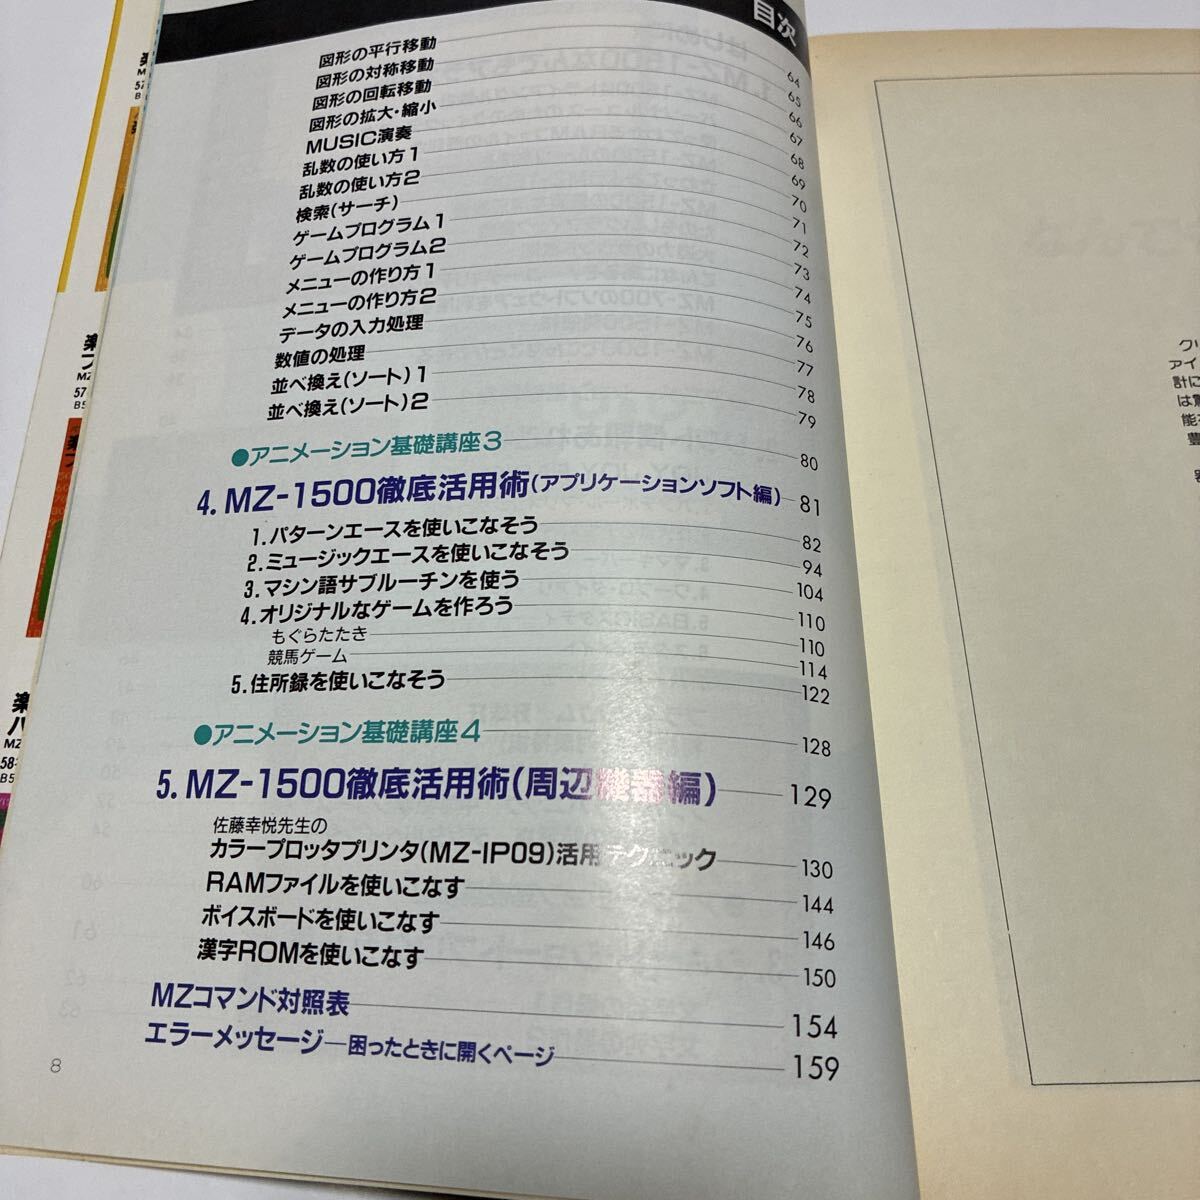 目次
図形の平行移動 64
図形の対称移動 65
図形の回転移動 66
図形の拡大・縮小 67
MUSIC演奏 68
乱数の使い方1 69
乱数の使い方2 70
検索(サーチ) 71
ゲームプログラム1 72
ゲームプログラム2 73
メニューの作り方1 74
メニューの作り方2 75
データの入力処理 76
数値の処理 77
並べ換え(ソート)1 78
並べ換え(ソート)2 79
●アニメーション基礎講座3 80
4. MZ-1500徹底活用術(アプリケーションソフト編) 81
1.パターンエースを使いこなそう 82
2.ミュージックエースを使いこなそう 94
3.マシン語サブルーチンを使う 104
4.オリジナルなゲームを作ろう 110
もぐらたたき 110
競馬ゲーム 114
5.住所録を使いこなそう 122
●アニメーション基礎講座4 128
5. MZ-1500徹底活用術(周辺機器編) 129
佐藤幸悦先生の
カラープロッタプリンタ(MZ-IP09)活用テクニック 130
RAMファイルを使いこなす 144
ボイスボードを使いこなす 146
漢字ROMを使いこなす 150
MZコマンド対照表 154
エラーメッセージ—困ったときに開くページ 159
8
クリ
アイ
計に
は
能
豊